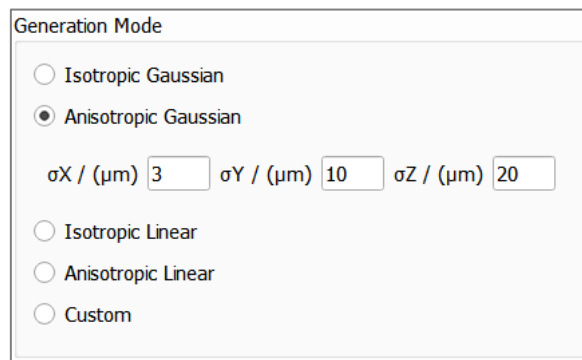 Generation Mode
Isotropic Gaussian
Anisotropic Gaussian
σX / (μm) 3 σY / (μm) 10 σZ / (μm) 20
Isotropic Linear
Anisotropic Linear
Custom